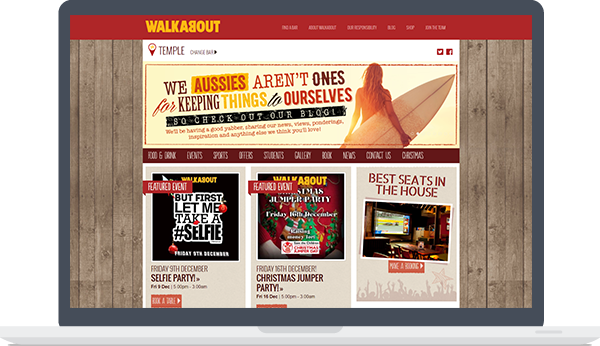 WALKABOUT
FIND A BAR ABOUT WALKABOUT OUR RESPONSIBILITY BLOG SHOP JOIN THE TEAM
TEMPLE CHANGE BAR
WE AUSSIES AREN'T ONES
for KEEPING THINGS to OURSELVES
SO CHECK OUT OUR BLOG!
We'll be having a good yabber, sharing our news, views, ponderings,
inspiration and anything else we think you'll love!
FOOD & DRINK EVENTS SPORTS OFFERS STUDENTS GALLERY BOOK NEWS CONTACT US CHRISTMAS
FEATURED EVENT
WALKABOUT
BUT FIRST
LET ME
TAKE A
#SELFIE
FRIDAY 9TH DECEMBER
FRIDAY 9TH DECEMBER
SELFIE PARTY! »
Fri 9 Dec | 5:00pm - 3:00am
BOOK A TABLE
FEATURED EVENT
WALKABOUT
CHRISTMAS
JUMPER PARTY
Friday 16th December
Raising
money for:
Save the Children
CHRISTMAS
JUMPER DAY
FRIDAY 16TH DECEMBER!
CHRISTMAS JUMPER
PARTY! »
Fri 16 Dec | 5:00pm - 3:00am
BEST SEATS IN
THE HOUSE
MAKE A BOOKING